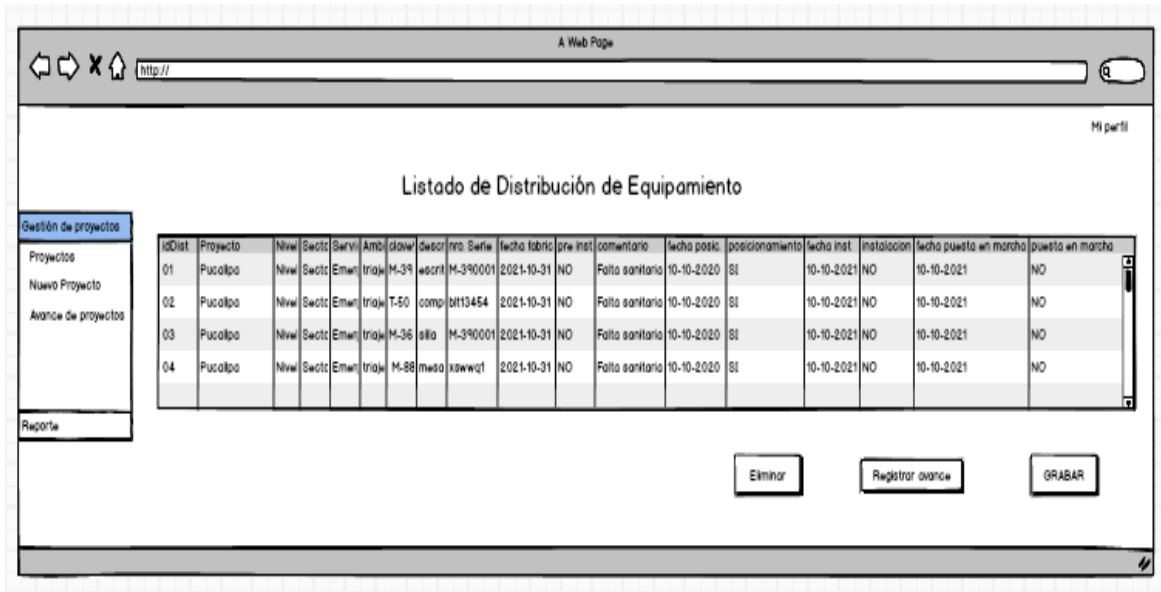 A Web Page
http://
Mi perfil
Listado de Distribución de Equipamiento
Gestión de proyectos
Proyectos
Nuevo Proyecto
Avance de proyectos
Reporte
idDist Proyecto Nivel Secto Servi Ambi clave descr nro. Serie fecha fabric pre inst comentario fecha posic. posicionamiento fecha inst instalacion fecha puesta en marcha puesta en marcha
01 Pucallpa Nivel Secto Emer triaje M-39 escrit M-390001 2021-10-31 NO Falta sanitario 10-10-2020 SI 10-10-2021 NO 10-10-2021 NO
02 Pucallpa Nivel Secto Emer triaje T-50 comp 2021-10-31 NO Falta sanitario 10-10-2020 SI 10-10-2021 NO 10-10-2021 NO
03 Pucallpa Nivel Secto Emer triaje M-36 silla M-390001 2021-10-31 NO Falta sanitario 10-10-2020 SI 10-10-2021 NO 10-10-2021 NO
04 Pucallpa Nivel Secto Emer triaje M-88 mesa 2021-10-31 NO Falta sanitario 10-10-2020 SI 10-10-2021 NO 10-10-2021 NO
Eliminar
Registrar avance
GRABAR